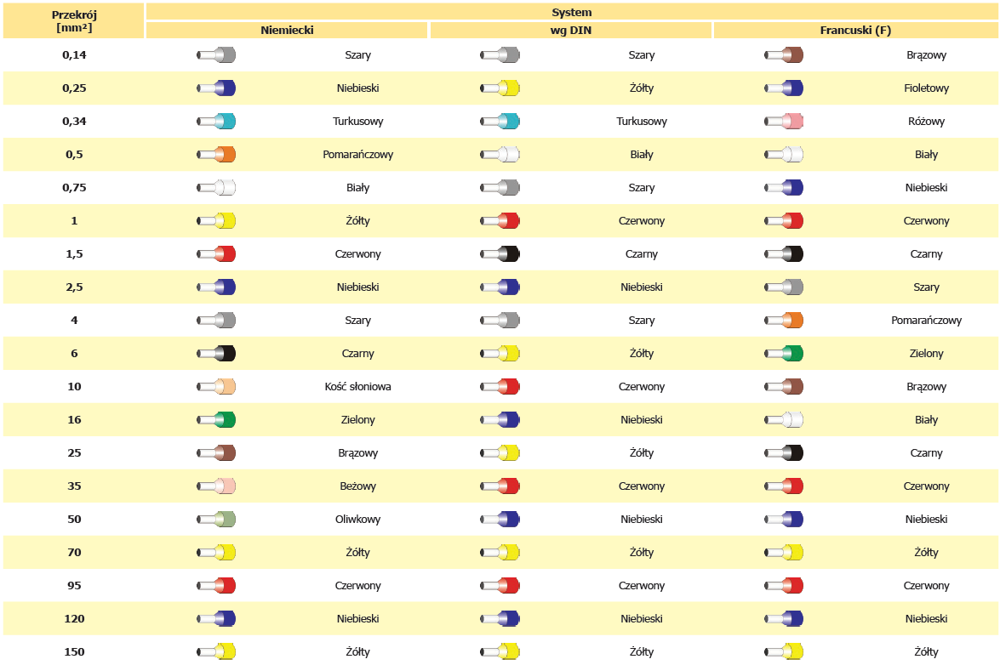 Przekrój
[mm²]
System
Niemiecki wg DIN Francuski (F)
0,14 Szary Szary Brązowy
0,25 Niebieski Żółty Fioletowy
0,34 Turkusowy Turkusowy Różowy
0,5 Pomarańczowy Biały Biały
0,75 Biały Szary Niebieski
1 Żółty Czerwony Czerwony
1,5 Czerwony Czarny Czarny
2,5 Niebieski Niebieski Szary
4 Szary Szary Pomarańczowy
6 Czarny Żółty Zielony
10 Kość słoniowa Czerwony Brązowy
16 Zielony Niebieski Biały
25 Brązowy Żółty Czarny
35 Beżowy Czerwony Czerwony
50 Oliwkowy Niebieski Niebieski
70 Żółty Żółty Żółty
95 Czerwony Czerwony Czerwony
120 Niebieski Niebieski Niebieski
150 Żółty Żółty Żółty